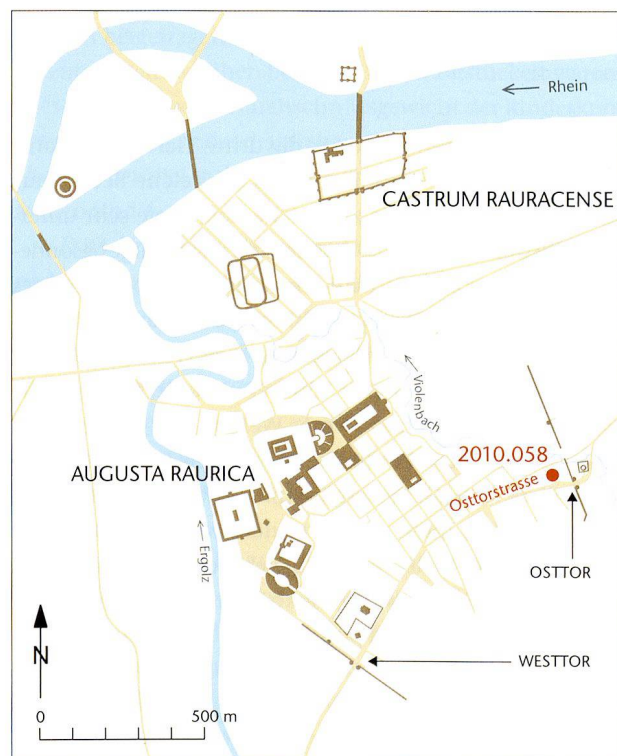 Rhein
CASTRUM RAURACENSE
Violenbach
2010.058
AUGUSTA RAURICA
Osttorstrasse
Ergolz
OSTTOR
WESTTOR
N
0 500 m